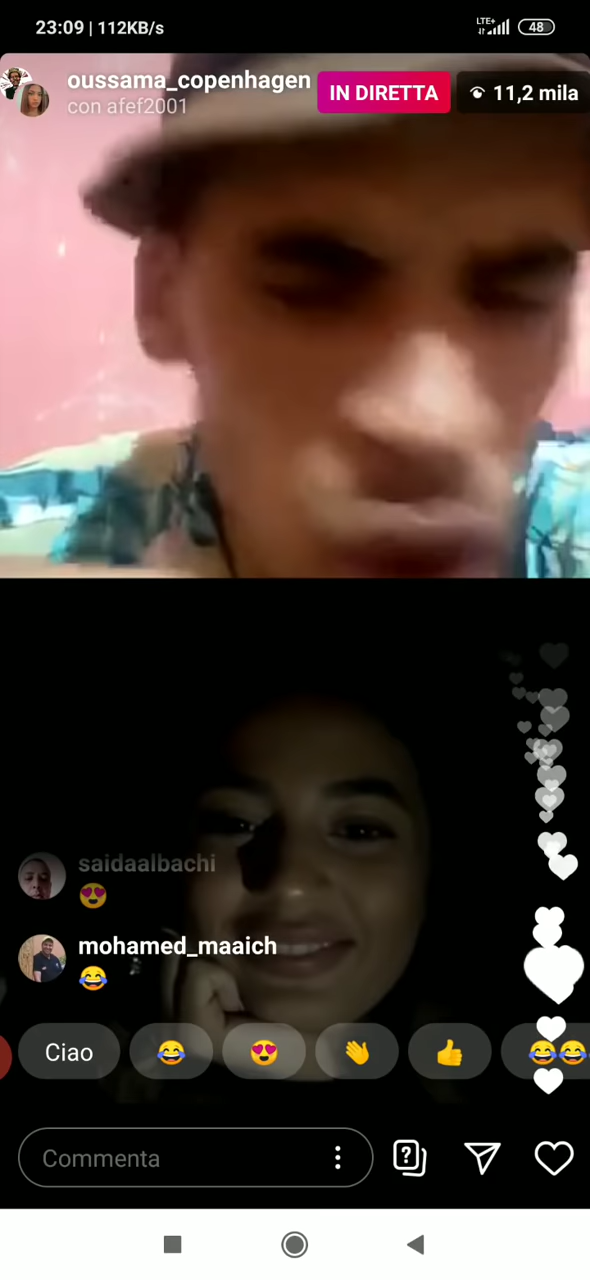 23:09 | 112KB/s
LTE+
48
oussama_copenhagen
con afef2001
IN DIRETTA
11,2 mila
saidaalbachi
😍
mohamed_maaich
😂
Ciao 😂 😍 👋 👍 😂😂
Commenta